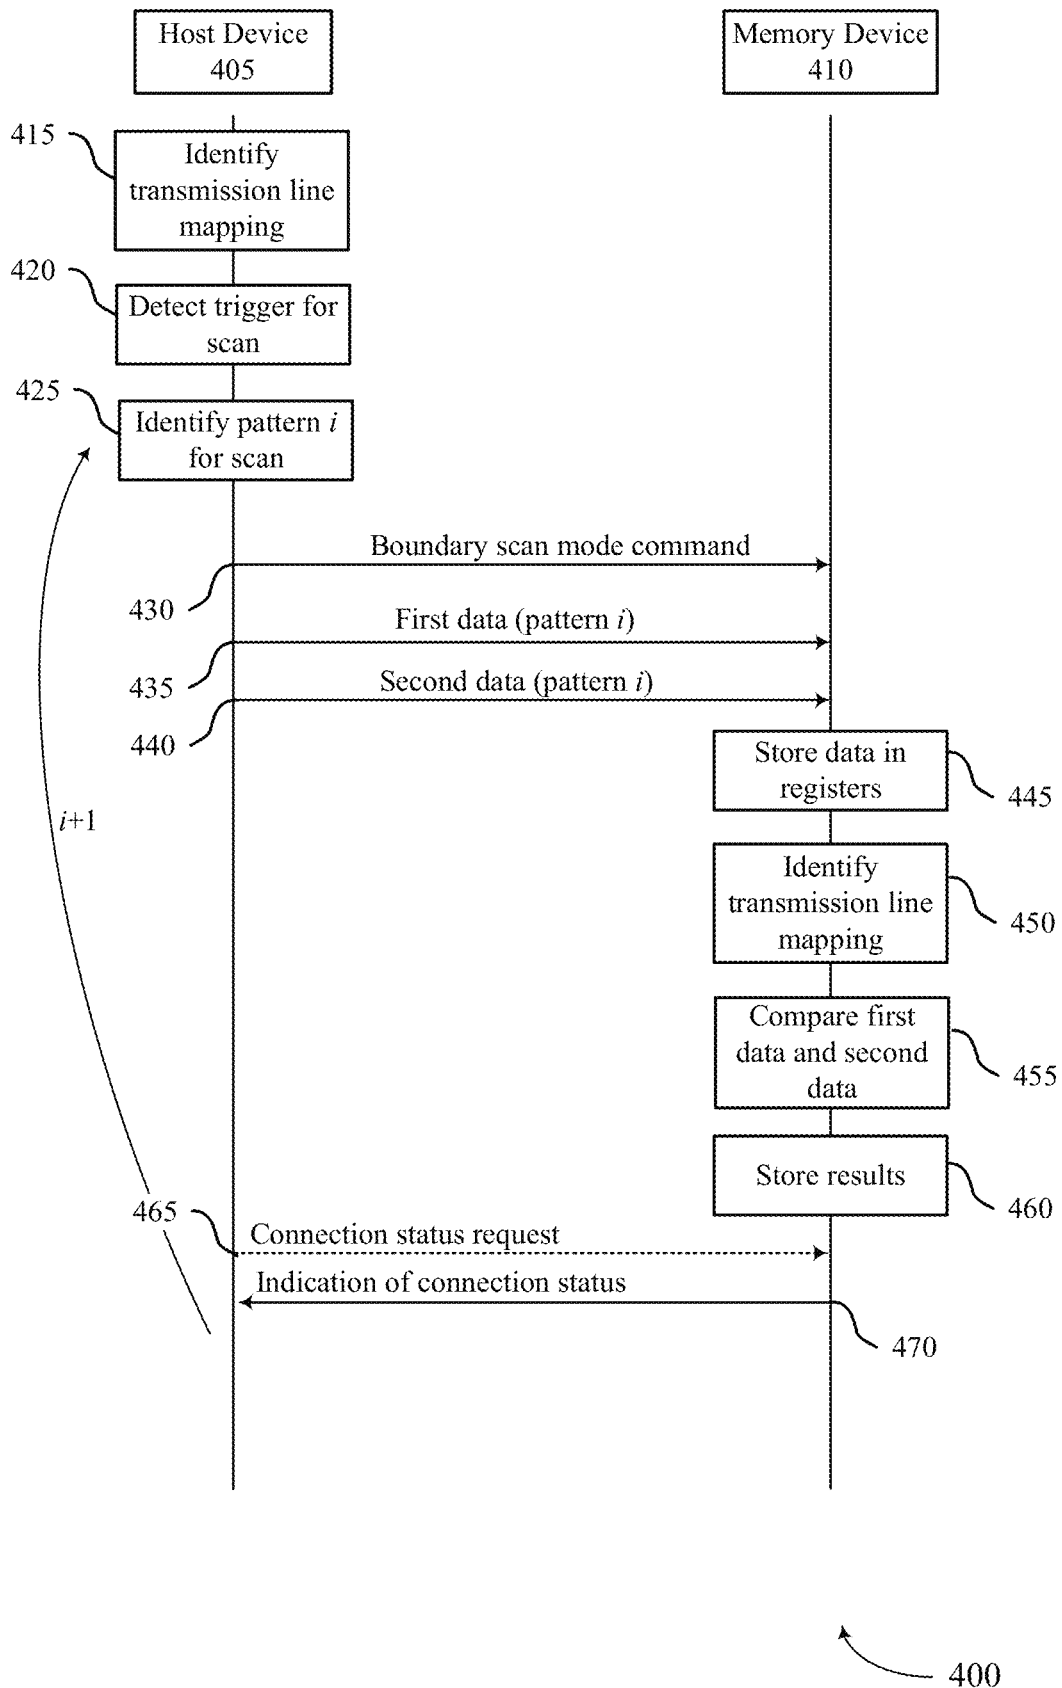 Host Device
405
Memory Device
410
415
Identify
transmission line
mapping
420
Detect trigger for
scan
425
Identify pattern i
for scan
Boundary scan mode command
430
First data (pattern i)
435
Second data (pattern i)
440
Store data in
registers
445
i+1
Identify
transmission line
mapping
450
Compare first
data and second
data
455
Store results
460
465
Connection status request
Indication of connection status
470
400